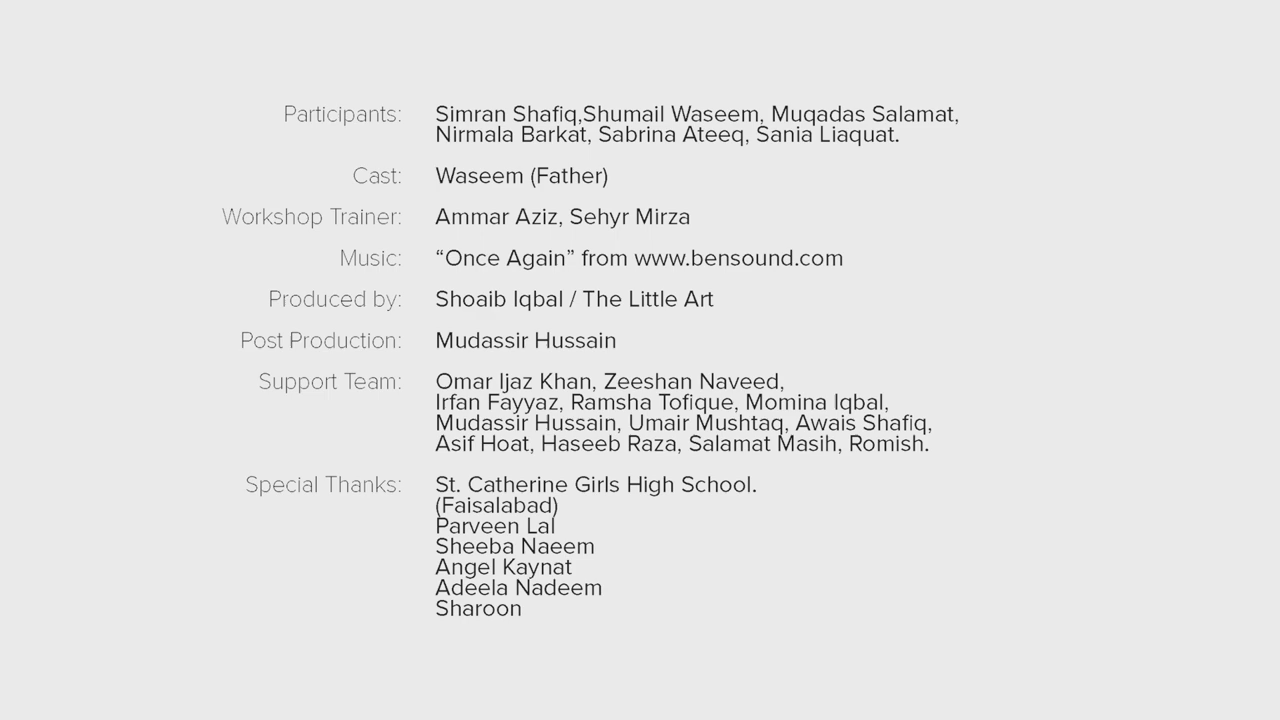 Participants: Simran Shafiq,Shumail Waseem, Muqadas Salamat,
Nirmala Barkat, Sabrina Ateeq, Sania Liaquat.
Cast: Waseem (Father)
Workshop Trainer: Ammar Aziz, Sehyr Mirza
Music: “Once Again” from www.bensound.com
Produced by: Shoaib Iqbal / The Little Art
Post Production: Mudassir Hussain
Support Team: Omar Ijaz Khan, Zeeshan Naveed,
Irfan Fayyaz, Ramsha Tofique, Momina Iqbal,
Mudassir Hussain, Umair Mushtaq, Awais Shafiq,
Asif Hoat, Haseeb Raza, Salamat Masih, Romish.
Special Thanks: St. Catherine Girls High School.
(Faisalabad)
Parveen Lal
Sheeba Naeem
Angel Kaynat
Adeela Nadeem
Sharoon